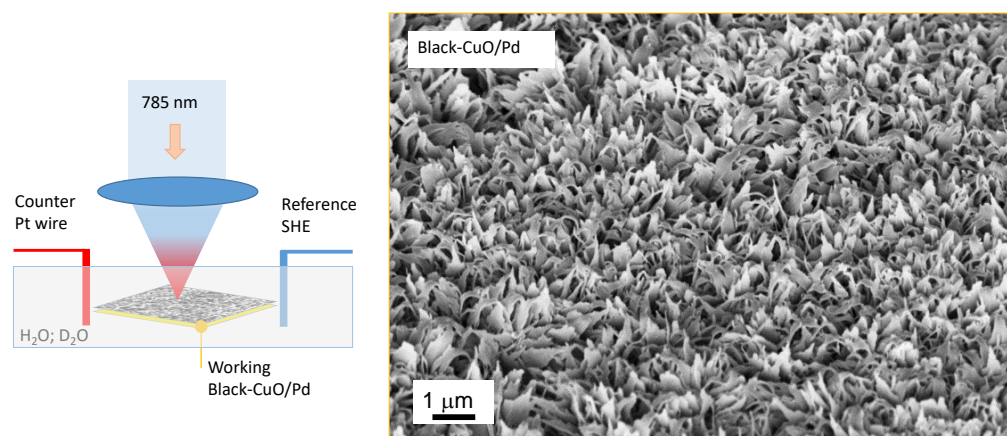 785 nm
Counter
Pt wire
Reference
SHE
H₂O; D₂O
Working
Black-CuO/Pd
Black-CuO/Pd
1 μm